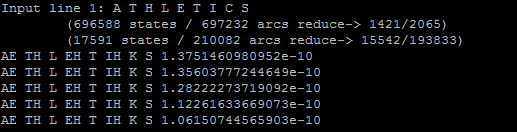 Input line 1: A T H L E T I C S
(696588 states / 697232 arcs reduce-> 1421/2065)
(17591 states / 210082 arcs reduce-> 15542/193833)
AE TH L EH T IH K S 1.3751460980952e-10
AE TH L EH T IH K S 1.35603777244649e-10
AE TH L EH T IH K S 1.28222273719092e-10
AE TH L EH T IH K S 1.12261633669073e-10
AE TH L EH T IH K S 1.06150744565903e-10